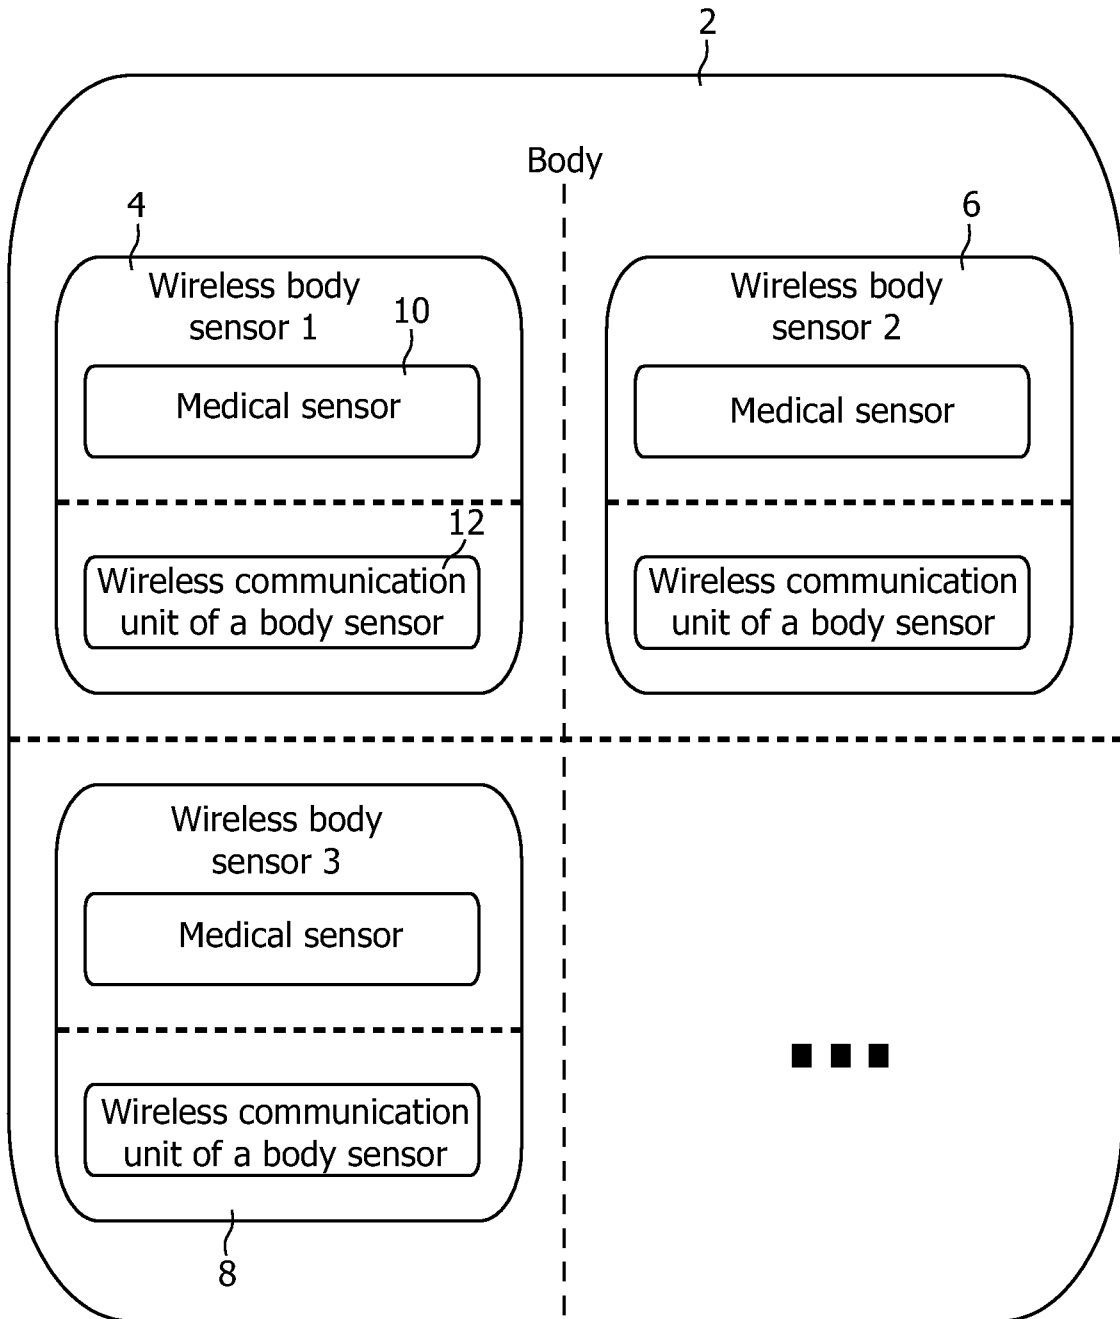 2
Body
4
6
Wireless body
sensor 1
10
Medical sensor
12
Wireless communication
unit of a body sensor
Wireless body
sensor 2
Medical sensor
Wireless communication
unit of a body sensor
Wireless body
sensor 3
Medical sensor
Wireless communication
unit of a body sensor
8